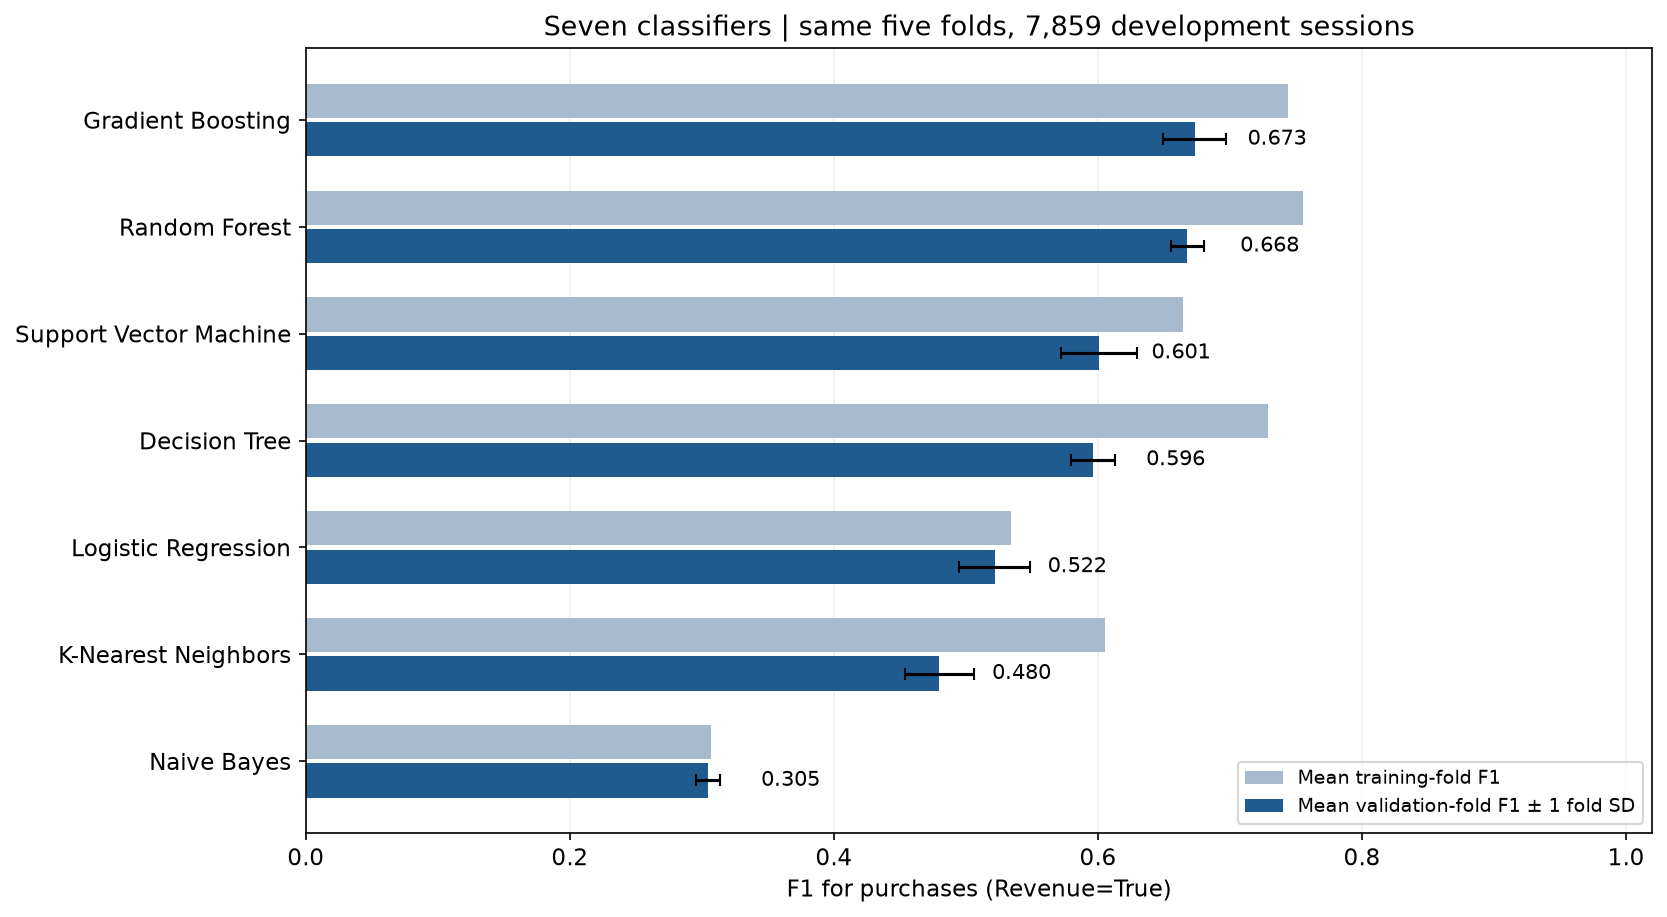 Seven classifiers | same five folds, 7,859 development sessions
Gradient Boosting
0.673
Random Forest
0.668
Support Vector Machine
0.601
Decision Tree
0.596
Logistic Regression
0.522
K-Nearest Neighbors
0.480
Naive Bayes
0.305
Mean training-fold F1
Mean validation-fold F1 ± 1 fold SD
0.0 0.2 0.4 0.6 0.8 1.0
F1 for purchases (Revenue=True)